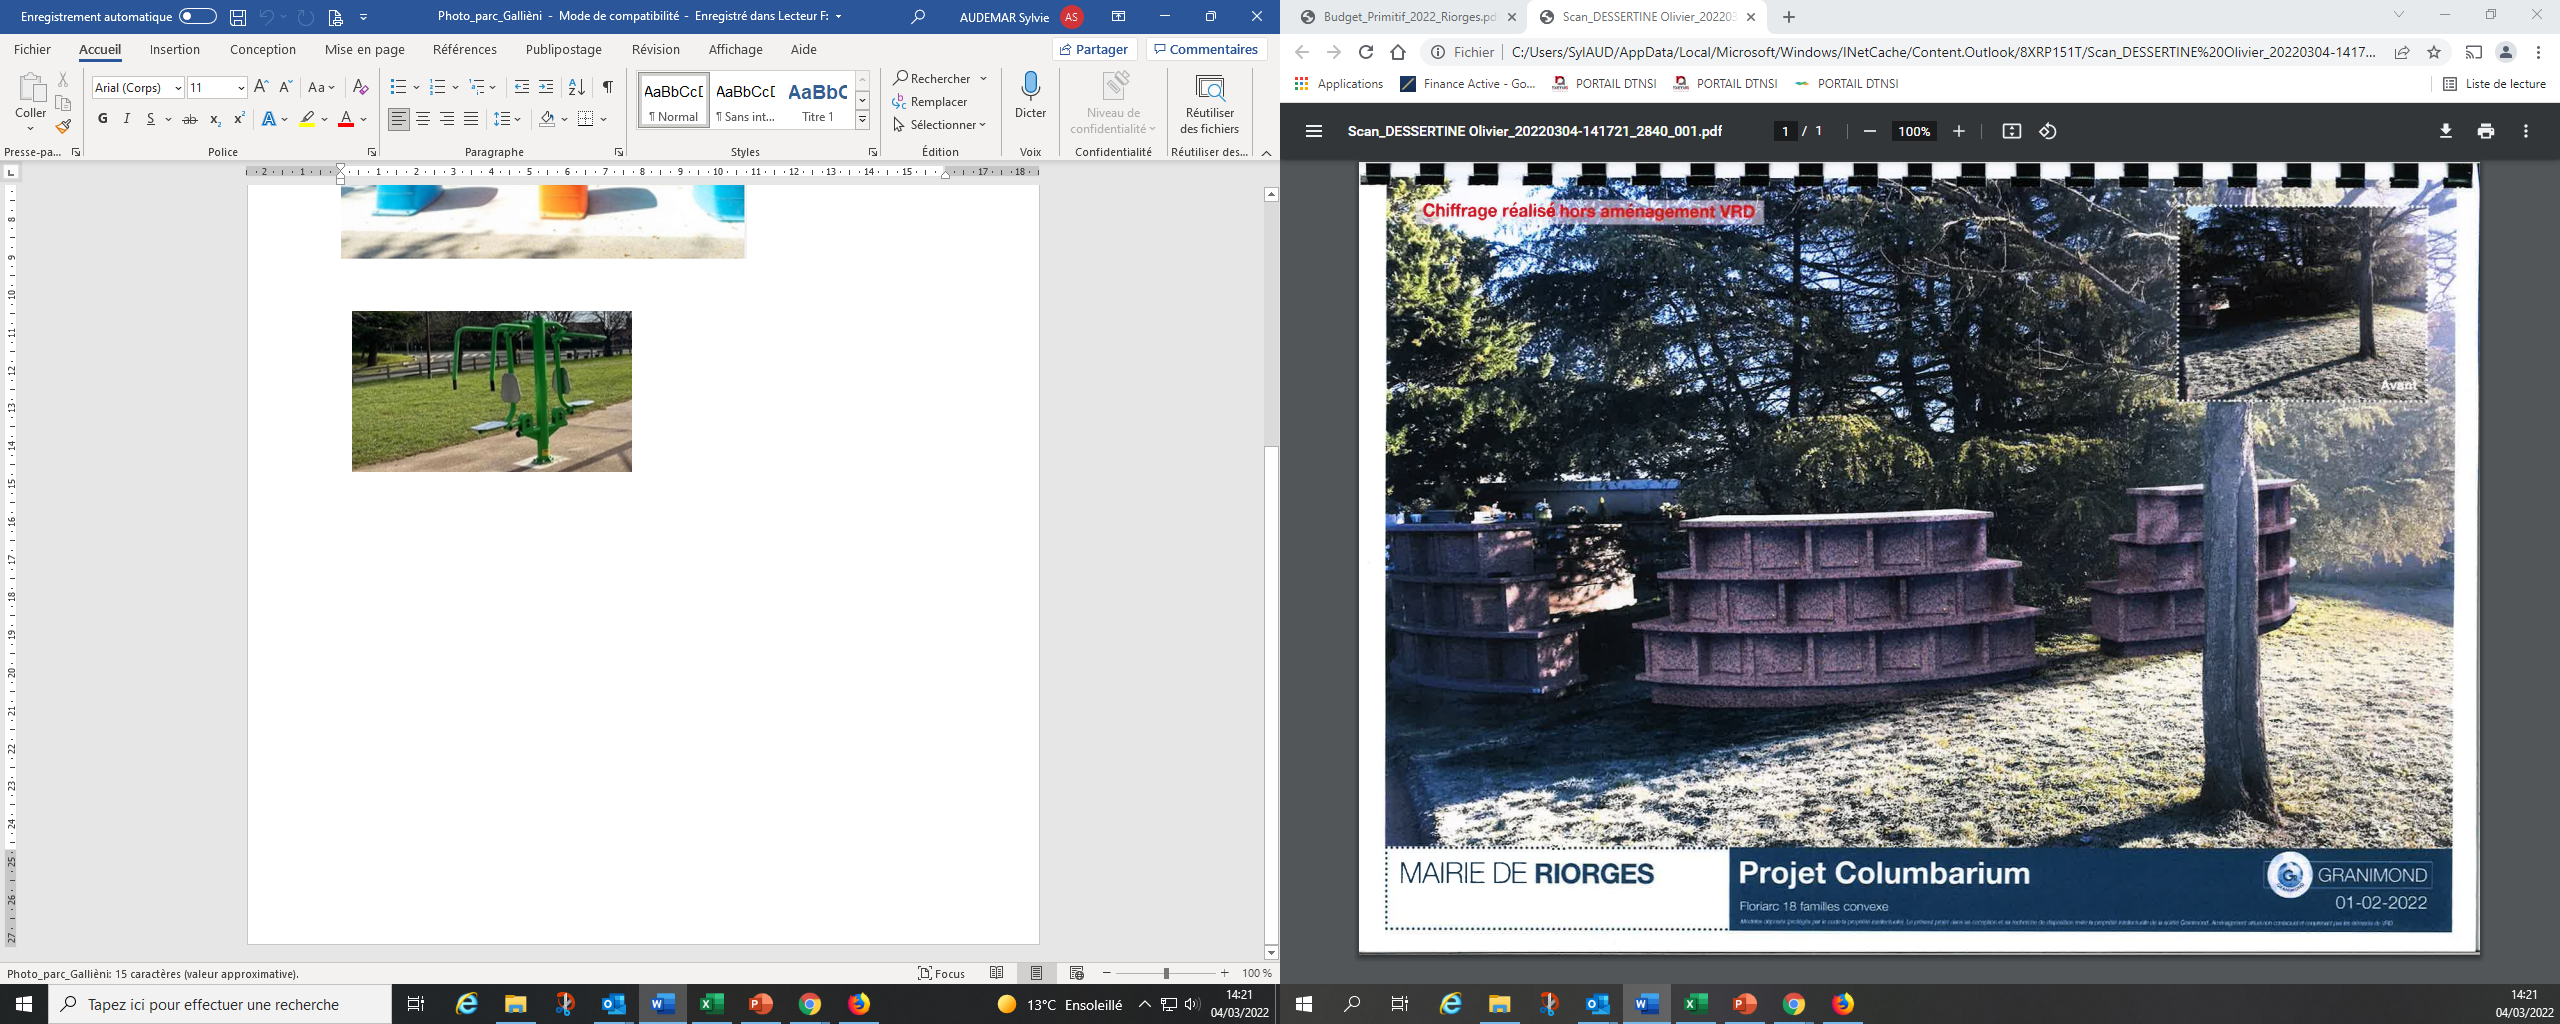 Enregistrement automatique
Photo_parc_Gallièni - Mode de compatibilité - Enregistré dans Lecteur F:
AUDEMAR Sylvie
AS
Fichier
Accueil
Insertion
Conception
Mise en page
Références
Publipostage
Révision
Affichage
Aide
Partager
Commentaires
Coller
Arial (Corps)
11
AaBbCcD
AaBbCcD
AaBbC
¶ Normal
¶ Sans int...
Titre 1
Rechercher
Remplacer
Sélectionner
Dicter
Niveau de
confidentialité
Réutiliser
des fichiers
Presse-pa...
Police
Paragraphe
Styles
Édition
Voix
Confidentialité
Réutiliser des...
Photo_parc_Gallièni: 15 caractères (valeur approximative).
Focus
100 %
Tapez ici pour effectuer une recherche
13°C Ensoleillé
14:21
04/03/2022
Budget_Primitif_2022_Riorges.pd
Scan_DESSERTINE Olivier_202203
Fichier
C:/Users/SylAUD/AppData/Local/Microsoft/Windows/INetCache/Content.Outlook/8XRP151T/Scan_DESSERTINE%20Olivier_20220304-1417...
Applications
Finance Active - Go...
PORTAIL DTNSI
PORTAIL DTNSI
PORTAIL DTNSI
Liste de lecture
Scan_DESSERTINE Olivier_20220304-141721_2840_001.pdf
1 / 1
100%
Chiffrage réalisé hors aménagement VRD
Avant
MAIRIE DE RIORGES
Projet Columbarium
Floriarc 18 familles convexe
GRANIMOND
01-02-2022
14:21
04/03/2022